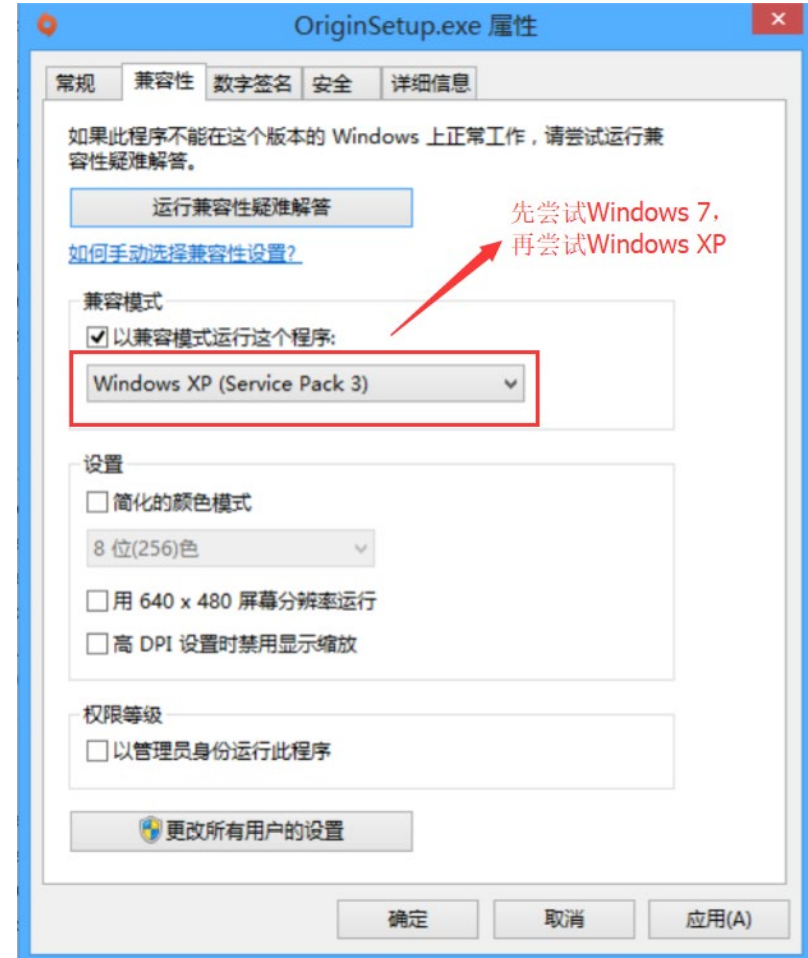 OriginSetup.exe 属性
常规
兼容性
数字签名
安全
详细信息
如果此程序不能在这个版本的 Windows 上正常工作，请尝试运行兼
容性疑难解答。
运行兼容性疑难解答
先尝试Windows 7，
再尝试Windows XP
如何手动选择兼容性设置?
兼容模式
以兼容模式运行这个程序:
Windows XP (Service Pack 3)
设置
简化的颜色模式
8 位(256)色
用 640 x 480 屏幕分辨率运行
高 DPI 设置时禁用显示缩放
权限等级
以管理员身份运行此程序
更改所有用户的设置
确定
取消
应用(A)